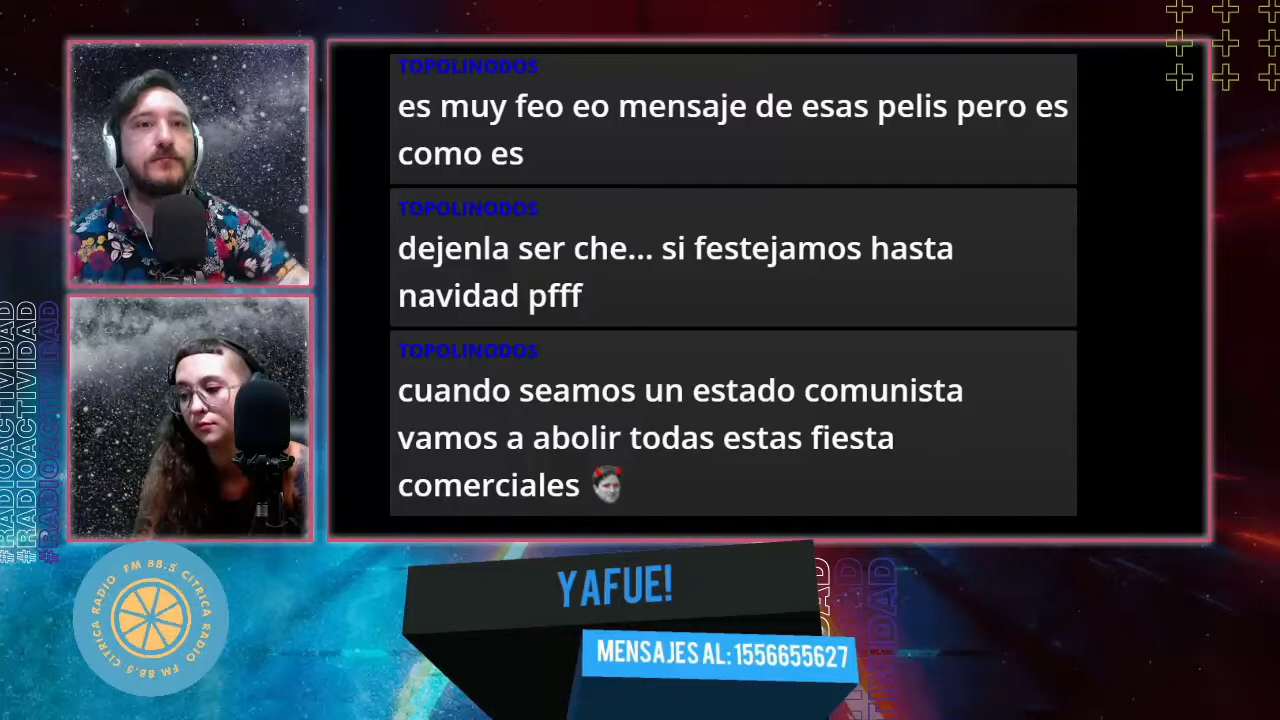 TOPOLINODOS
es muy feo eo mensaje de esas pelis pero es
como es
TOPOLINODOS
dejenla ser che... si festejamos hasta
navidad pfff
TOPOLINODOS
cuando seamos un estado comunista
vamos a abolir todas estas fiesta
comerciales
#RADIOACTIVIDAD
#RADIOACTIVIDAD
#RADIOACTIVIDAD
FM 88.5 CITRICA RADIO
FM 88.5 CITRICA RADIO
YAFUE!
MENSAJES AL: 1556655627